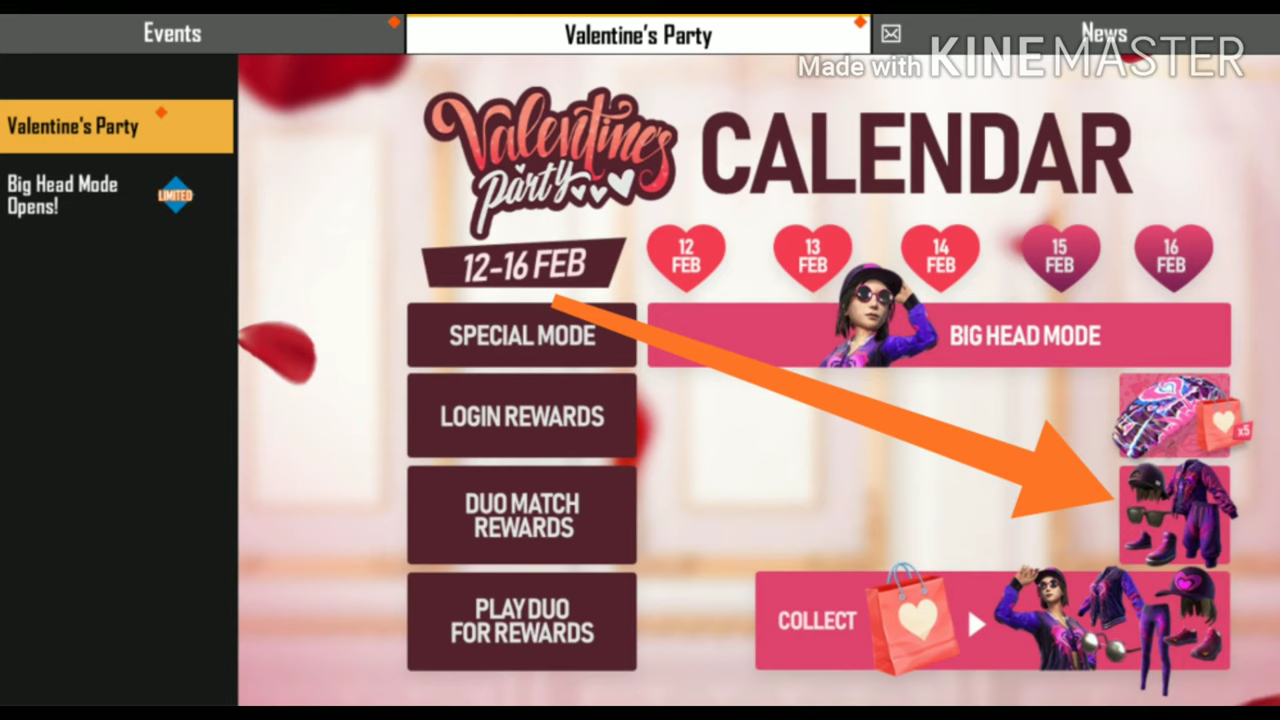 Events
Valentine's Party
News
Made with KINEMASTER
Valentine's Party
Big Head Mode
Opens!
LIMITED
Valentine's
party
CALENDAR
12-16 FEB
12
FEB
13
FEB
14
FEB
15
FEB
16
FEB
SPECIAL MODE
BIG HEAD MODE
LOGIN REWARDS
x5
DUO MATCH
REWARDS
PLAY DUO
FOR REWARDS
COLLECT